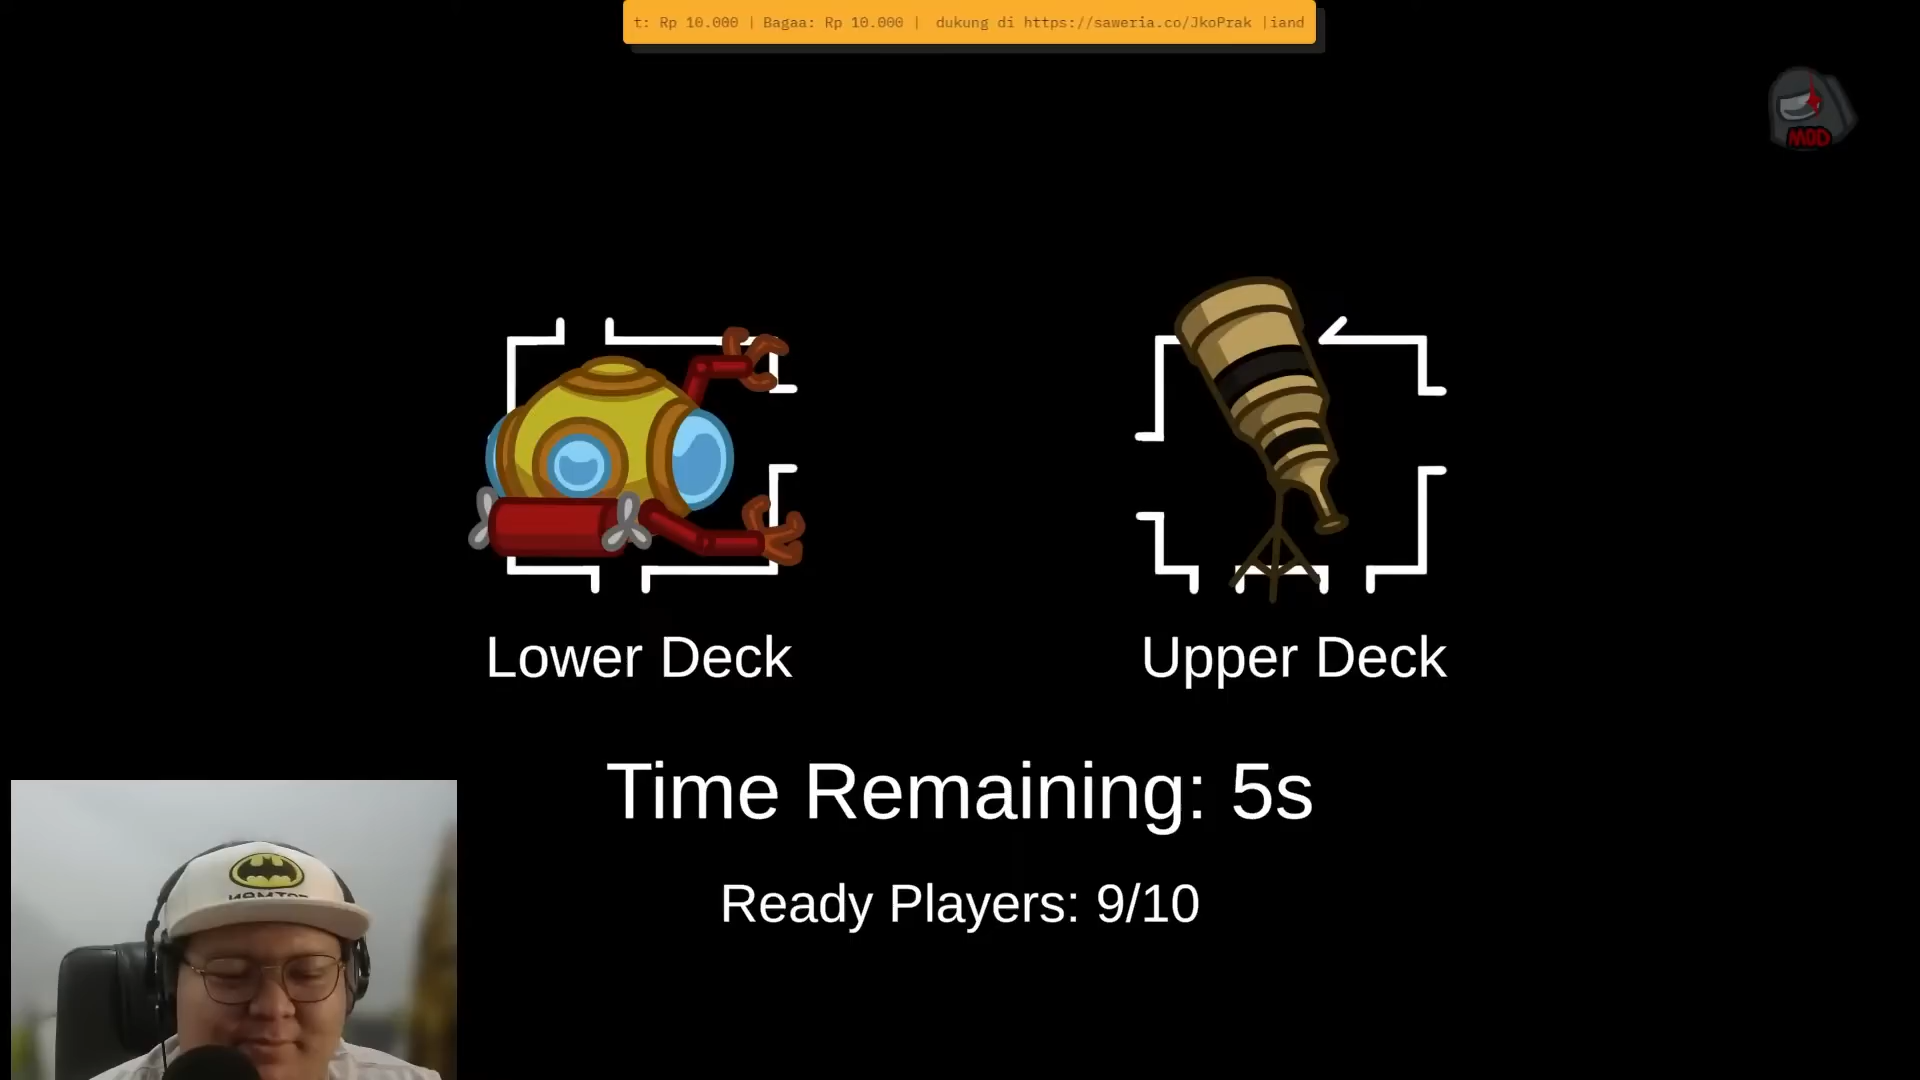 t: Rp 10.000 | Bagaa: Rp 10.000 | dukung di https://saweria.co/JkoPrak |iand
MOD
Lower Deck
Upper Deck
Time Remaining: 5s
Ready Players: 9/10